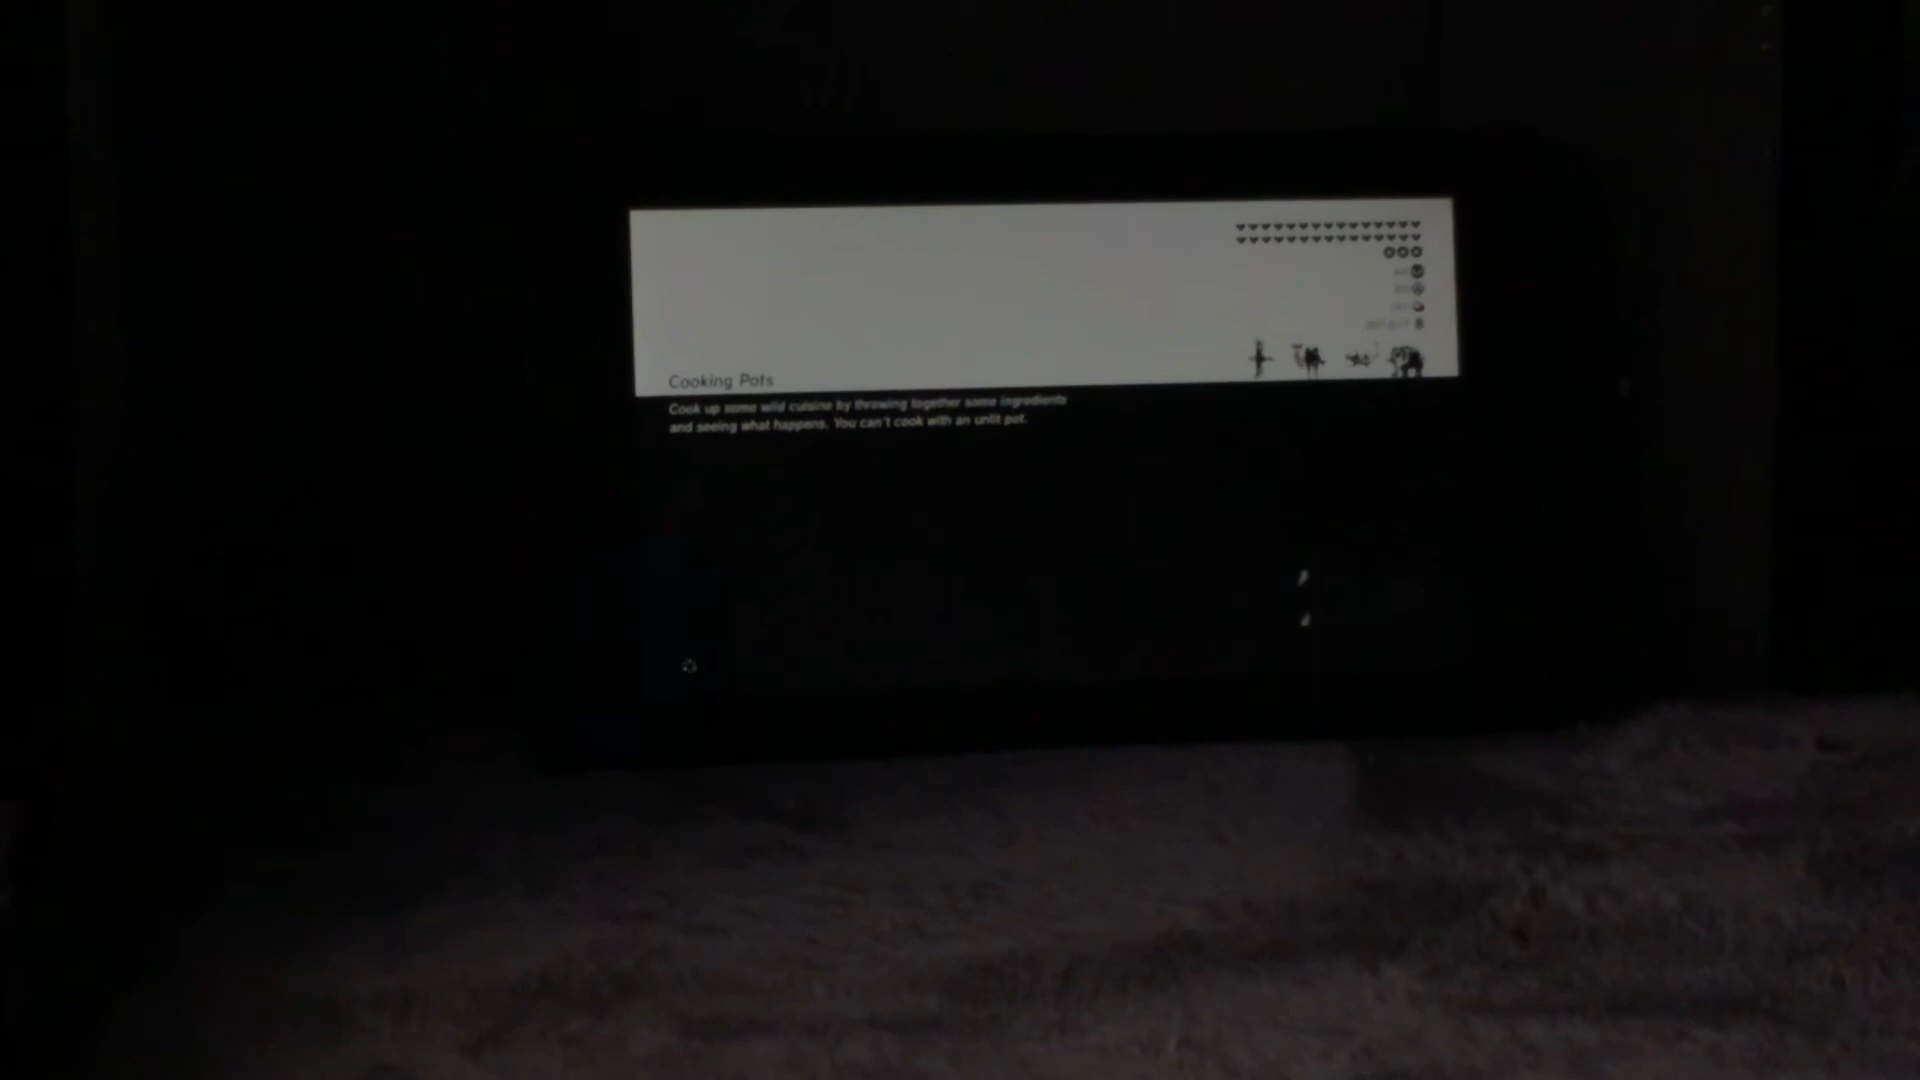 Cooking Pots
Cook up some wild cuisine by throwing together some ingredients
and seeing what happens. You can't cook with an unlit pot.